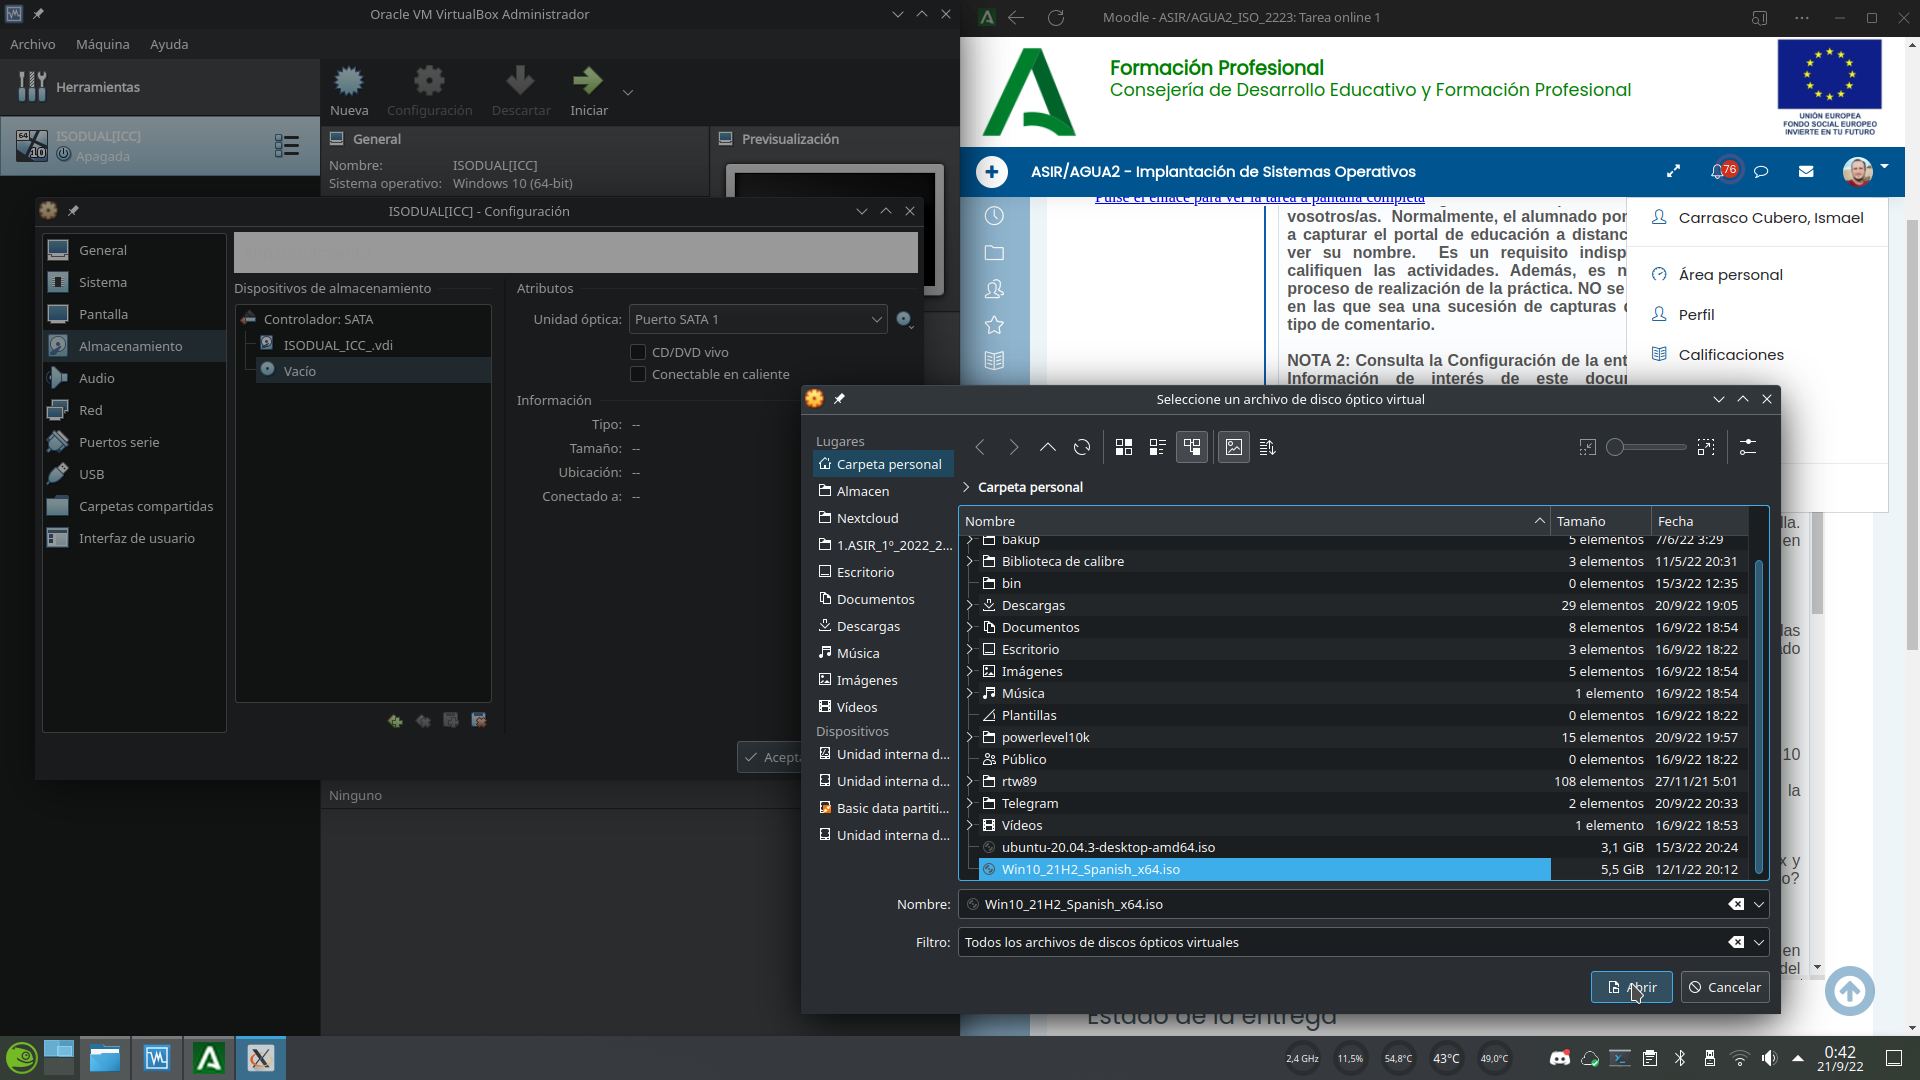 Oracle VM VirtualBox Administrador
Archivo Máquina Ayuda
Herramientas
Nueva Configuración Descartar Iniciar
ISODUAL[ICC]
Apagada
64
10
General
Nombre: ISODUAL[ICC]
Sistema operativo: Windows 10 (64-bit)
Previsualización
Ninguno
ISODUAL[ICC] - Configuración
General
Sistema
Pantalla
Almacenamiento
Audio
Red
Puertos serie
USB
Carpetas compartidas
Interfaz de usuario
Dispositivos de almacenamiento
Controlador: SATA
ISODUAL_ICC_.vdi
Vacío
Atributos
Unidad óptica: Puerto SATA 1
CD/DVD vivo
Conectable en caliente
Información
Tipo: --
Tamaño: --
Ubicación: --
Conectado a: --
Acepta
Moodle - ASIR/AGUA2_ISO_2223: Tarea online 1
Formación Profesional
Consejería de Desarrollo Educativo y Formación Profesional
UNIÓN EUROPEA
FONDO SOCIAL EUROPEO
INVIERTE EN TU FUTURO
ASIR/AGUA2 - Implantación de Sistemas Operativos
76
Pulse el enlace para ver la tarea a pantalla completa
vosotros/as. Normalmente, el alumnado por
a capturar el portal de educación a distanc
ver su nombre. Es un requisito indisp
califiquen las actividades. Además, es n
proceso de realización de la práctica. NO se
en las que sea una sucesión de capturas
tipo de comentario.
NOTA 2: Consulta la Configuración de la ent
Información de interés de este docu
Carrasco Cubero, Ismael
Área personal
Perfil
Calificaciones
la.
en
las
do
10
la
x y
o?
en
del
Estado de la entrega
Seleccione un archivo de disco óptico virtual
Lugares
Carpeta personal
Almacen
Nextcloud
1.ASIR_1º_2022_2...
Escritorio
Documentos
Descargas
Música
Imágenes
Vídeos
Dispositivos
Unidad interna d...
Unidad interna d...
Basic data partiti...
Unidad interna d...
Carpeta personal
Nombre Tamaño Fecha
bakup 5 elementos 7/6/22 3:29
Biblioteca de calibre 3 elementos 11/5/22 20:31
bin 0 elementos 15/3/22 12:35
Descargas 29 elementos 20/9/22 19:05
Documentos 8 elementos 16/9/22 18:54
Escritorio 3 elementos 16/9/22 18:22
Imágenes 5 elementos 16/9/22 18:54
Música 1 elemento 16/9/22 18:54
Plantillas 0 elementos 16/9/22 18:22
powerlevel10k 15 elementos 20/9/22 19:57
Público 0 elementos 16/9/22 18:22
rtw89 108 elementos 27/11/21 5:01
Telegram 2 elementos 20/9/22 20:33
Vídeos 1 elemento 16/9/22 18:53
ubuntu-20.04.3-desktop-amd64.iso 3,1 GiB 15/3/22 20:24
Win10_21H2_Spanish_x64.iso 5,5 GiB 12/1/22 20:12
Nombre: Win10_21H2_Spanish_x64.iso
Filtro: Todos los archivos de discos ópticos virtuales
Abrir Cancelar
2,4 GHz 11,5% 54,8°C 43°C 49,0°C
0:42
21/9/22